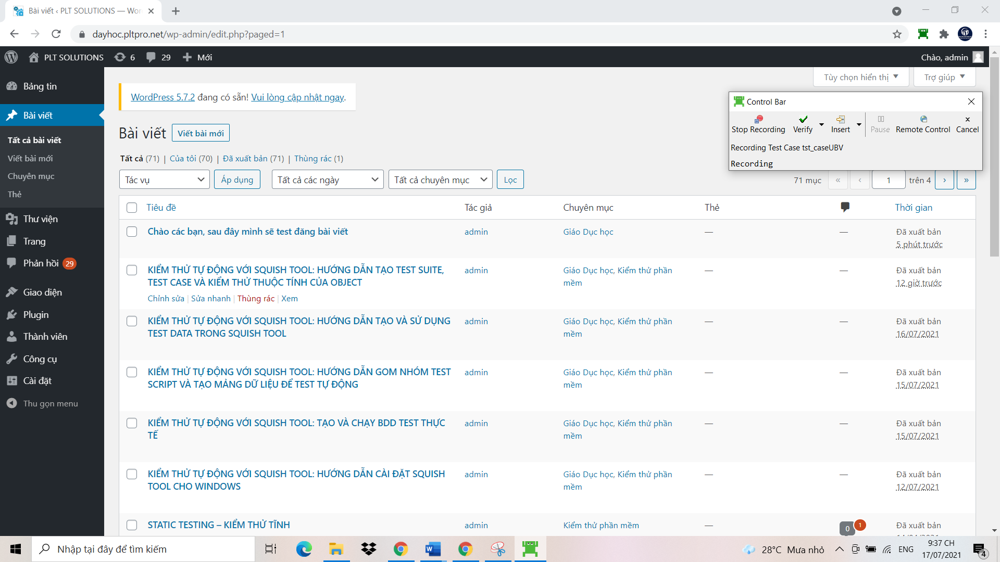 Bài viết ‹ PLT SOLUTIONS — Wor
dayhoc.pltpro.net/wp-admin/edit.php?paged=1
PLT SOLUTIONS 6 29 Mới
Chào, admin
Bảng tin
Bài viết
Tất cả bài viết
Viết bài mới
Chuyên mục
Thẻ
Thư viện
Trang
Phản hồi 29
Giao diện
Plugin
Thành viên
Công cụ
Cài đặt
Thu gọn menu
Tùy chọn hiển thị
Trợ giúp
WordPress 5.7.2 đang có sẵn! Vui lòng cập nhật ngay.
Bài viết Viết bài mới
Control Bar
Stop Recording Verify Insert Pause Remote Control Cancel
Recording Test Case tst_caseUBV
Recording
Tất cả (71) | Của tôi (70) | Đã xuất bản (71) | Thùng rác (1)
Tác vụ Áp dụng Tất cả các ngày Tất cả chuyên mục Lọc
71 mục « ‹ 1 trên 4 › »
Tiêu đề Tác giả Chuyên mục Thẻ Thời gian
Chào các bạn, sau đây mình sẽ test đăng bài viết admin Giáo Dục học — — Đã xuất bản
5 phút trước
KIỂM THỬ TỰ ĐỘNG VỚI SQUISH TOOL: HƯỚNG DẪN TẠO TEST SUITE, admin Giáo Dục học, Kiểm thử phần — — Đã xuất bản
TEST CASE VÀ KIỂM THỬ THUỘC TÍNH CỦA OBJECT mềm 12 giờ trước
Chỉnh sửa | Sửa nhanh | Thùng rác | Xem
KIỂM THỬ TỰ ĐỘNG VỚI SQUISH TOOL: HƯỚNG DẪN TẠO VÀ SỬ DỤNG admin Giáo Dục học, Kiểm thử phần — — Đã xuất bản
TEST DATA TRONG SQUISH TOOL mềm 16/07/2021
KIỂM THỬ TỰ ĐỘNG VỚI SQUISH TOOL: HƯỚNG DẪN GOM NHÓM TEST admin Giáo Dục học, Kiểm thử phần — — Đã xuất bản
SCRIPT VÀ TẠO MẢNG DỮ LIỆU ĐỂ TEST TỰ ĐỘNG mềm 15/07/2021
KIỂM THỬ TỰ ĐỘNG VỚI SQUISH TOOL: TẠO VÀ CHẠY BDD TEST THỰC admin Giáo Dục học, Kiểm thử phần — — Đã xuất bản
TẾ mềm 15/07/2021
KIỂM THỬ TỰ ĐỘNG VỚI SQUISH TOOL: HƯỚNG DẪN CÀI ĐẶT SQUISH admin Giáo Dục học, Kiểm thử phần — — Đã xuất bản
TOOL CHO WINDOWS mềm 12/07/2021
STATIC TESTING – KIỂM THỬ TĨNH admin Kiểm thử phần mềm — 0 1 Đã xuất bản
Nhập tại đây để tìm kiếm
28°C Mưa nhỏ ENG 9:37 CH
17/07/2021 4